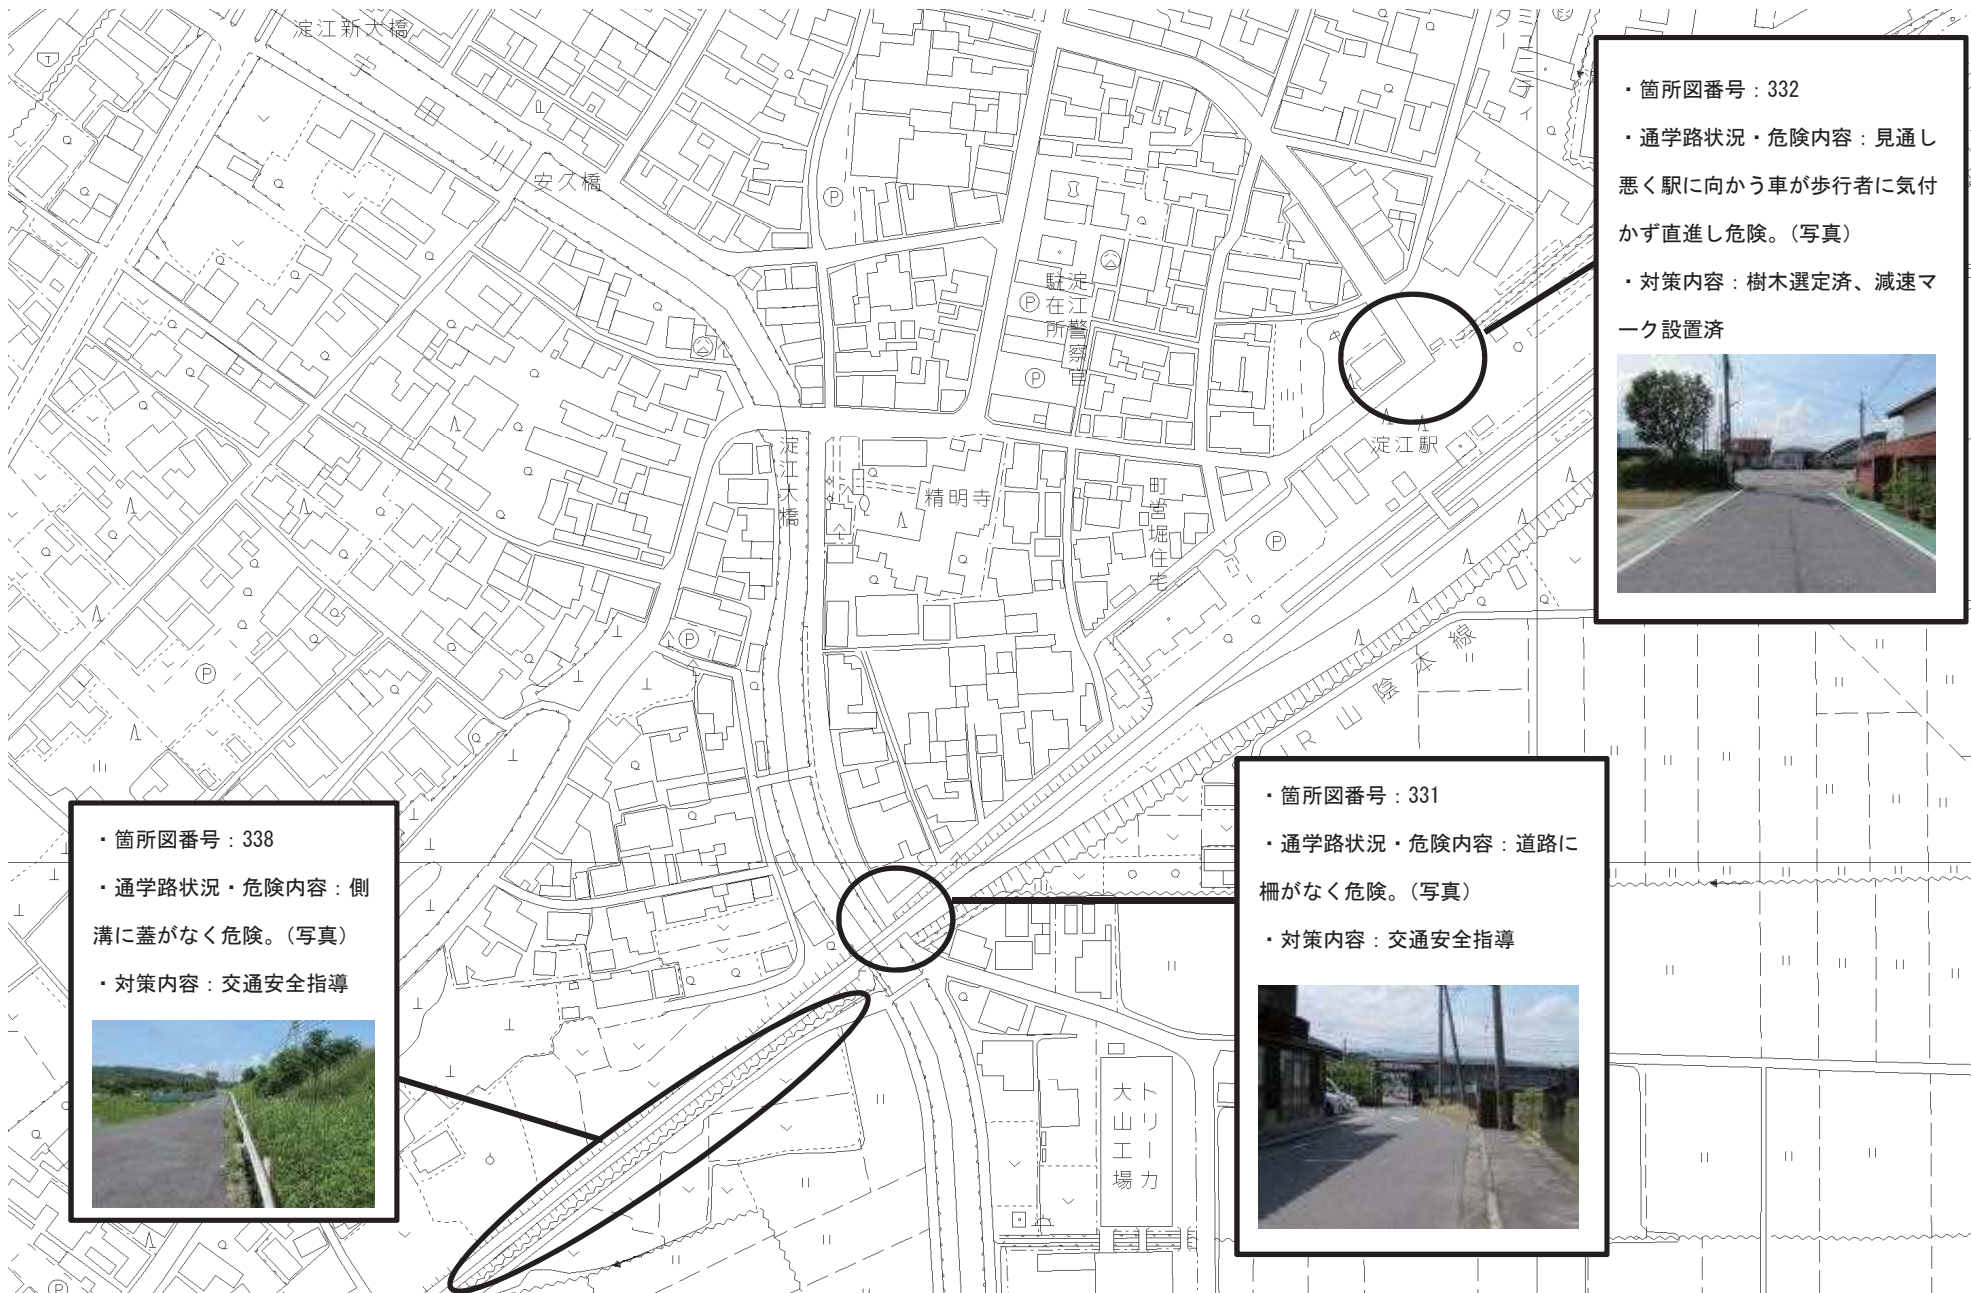 淀江新大橋
宇田川
安久橋
淀江警察官
駐在所
淀江駅
淀江大橋
精明寺
町営堀住宅
JR山陰本線
トリーカ
大山工場
・箇所図番号：332
・通学路状況・危険内容：見通し
悪く駅に向かう車が歩行者に気付
かず直進し危険。（写真）
・対策内容：樹木選定済、減速マ
ーク設置済
・箇所図番号：338
・通学路状況・危険内容：側
溝に蓋がなく危険。（写真）
・対策内容：交通安全指導
・箇所図番号：331
・通学路状況・危険内容：道路に
柵がなく危険。（写真）
・対策内容：交通安全指導